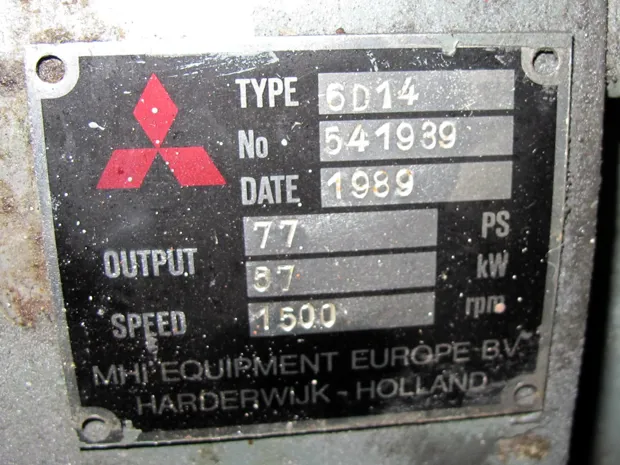 TYPE 6D14
No 541939
DATE 1989
77 PS
OUTPUT 57 kW
SPEED 1500 rpm
MHI EQUIPMENT EUROPE B.V.
HARDERWIJK - HOLLAND